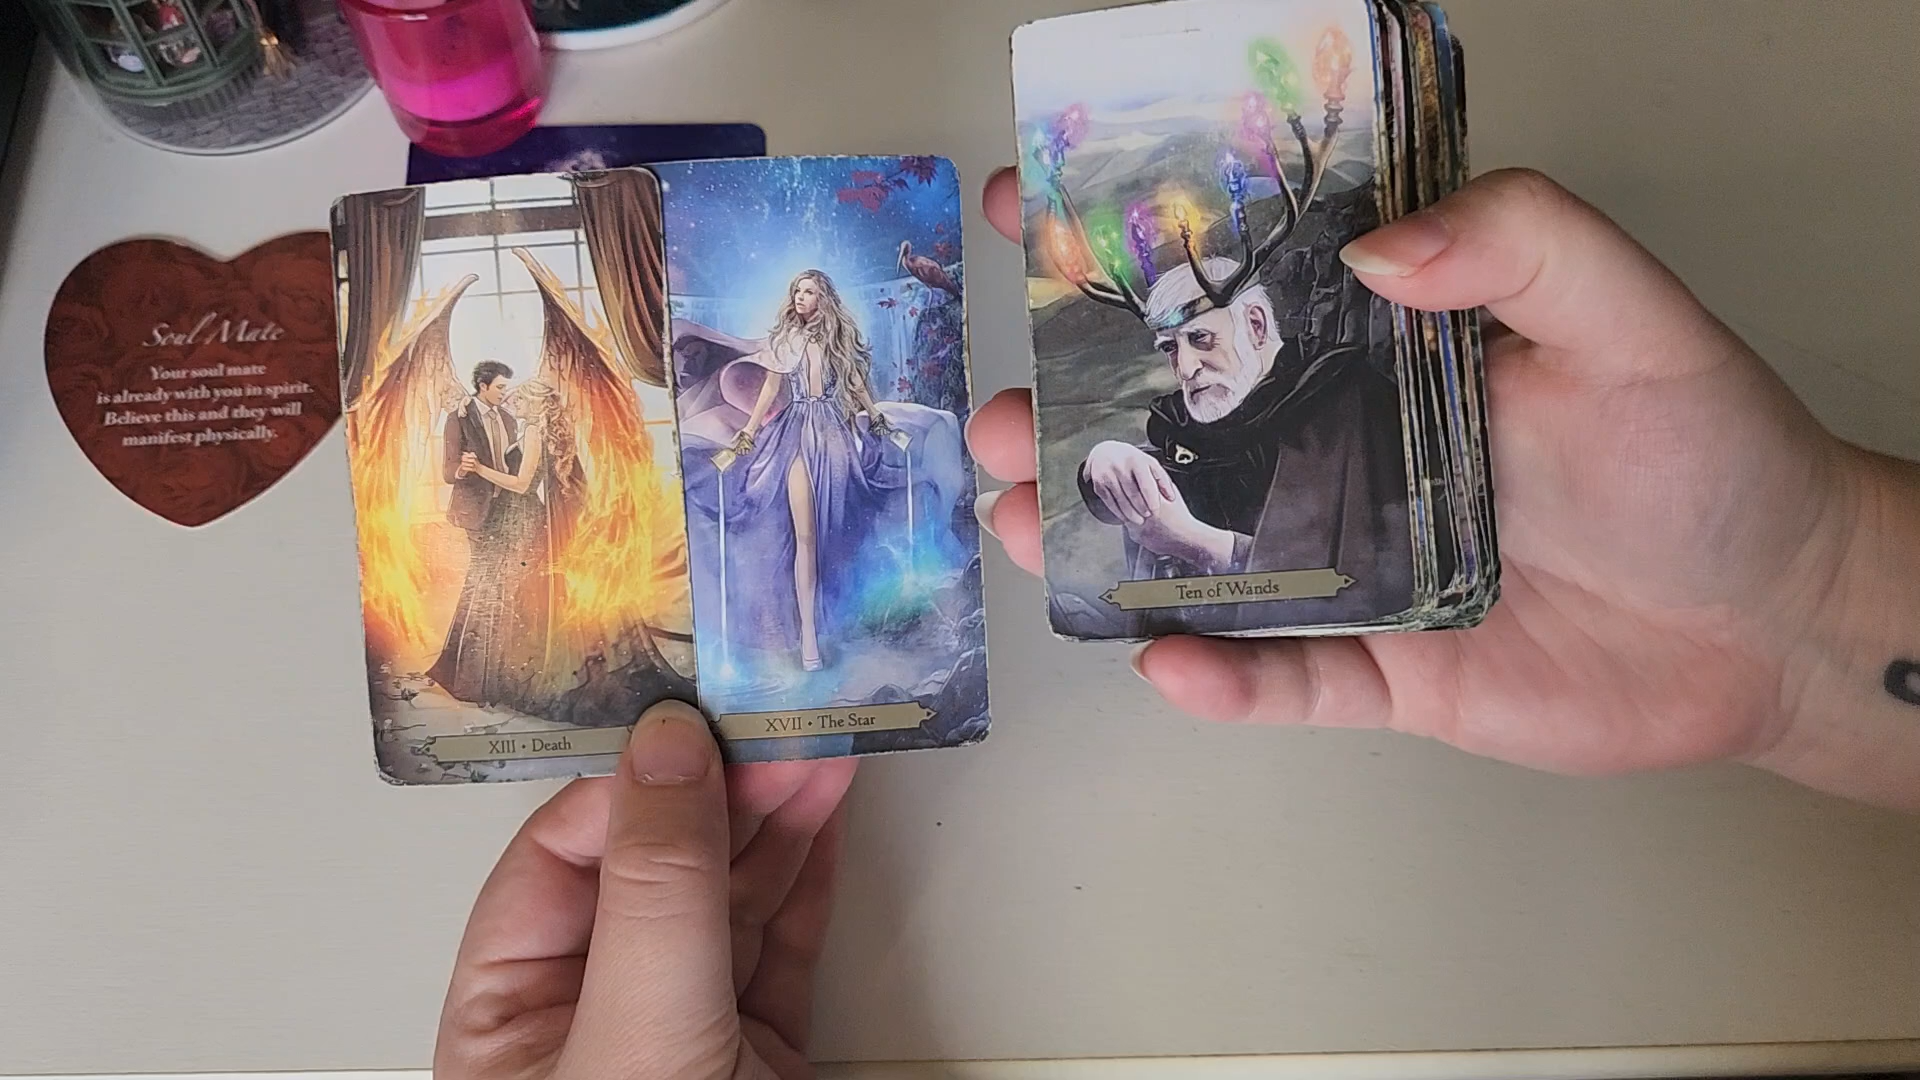 ON
Soul Mate
Your soul mate
is already with you in spirit.
Believe this and they will
manifest physically.
XIII • Death
XVII • The Star
Ten of Wands